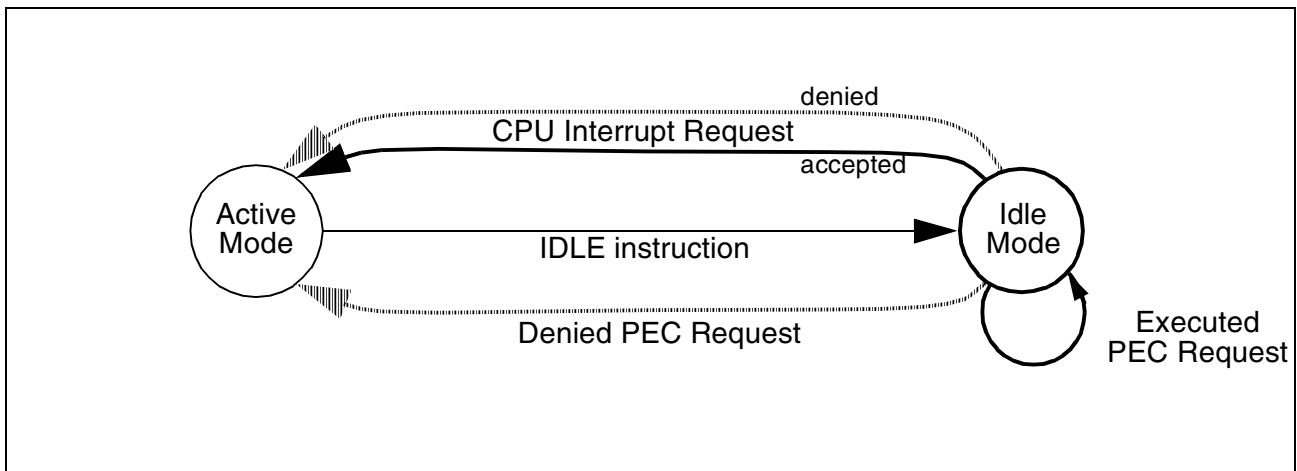 denied
CPU Interrupt Request
accepted
Active
Mode
Idle
Mode
IDLE instruction
Denied PEC Request
Executed
PEC Request